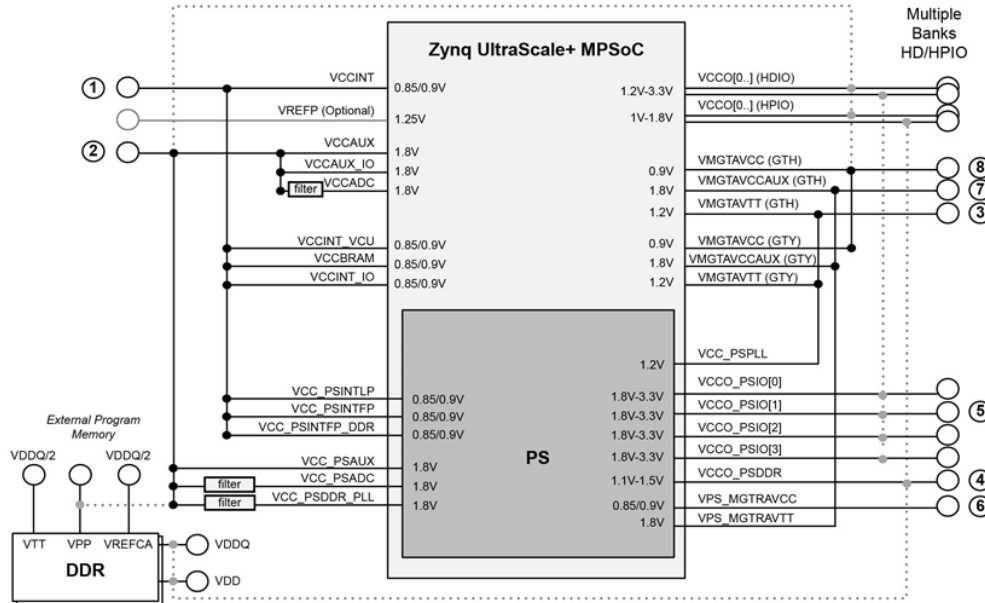 Multiple
Banks
HD/HPIO
Zynq UltraScale+ MPSoC
1
VCCINT
0.85/0.9V
VREFP (Optional)
1.25V
2
VCCAUX
1.8V
VCCAUX_IO
1.8V
filter
VCCADC
1.8V
VCCINT_VCU
0.85/0.9V
VCCBRAM
0.85/0.9V
VCCINT_IO
0.85/0.9V
1.2V-3.3V
VCCO[0..] (HDIO)
1V-1.8V
VCCO[0..] (HPIO)
0.9V
VMGTAVCC (GTH)
8
1.8V
VMGTAVCCAUX (GTH)
7
1.2V
VMGTAVTT (GTH)
3
0.9V
VMGTAVCC (GTY)
1.8V
VMGTAVCCAUX (GTY)
1.2V
VMGTAVTT (GTY)
PS
VCC_PSINTLP
0.85/0.9V
VCC_PSINTFP
0.85/0.9V
VCC_PSINTFP_DDR
0.85/0.9V
VCC_PSAUX
1.8V
filter
VCC_PSADC
1.8V
filter
VCC_PSDDR_PLL
1.8V
1.2V
VCC_PSPLL
1.8V-3.3V
VCCO_PSIO[0]
1.8V-3.3V
VCCO_PSIO[1]
5
1.8V-3.3V
VCCO_PSIO[2]
1.8V-3.3V
VCCO_PSIO[3]
1.1V-1.5V
VCCO_PSDDR
4
0.85/0.9V
VPS_MGTRAVCC
6
1.8V
VPS_MGTRAVTT
External Program
Memory
VDDQ/2
VDDQ/2
VTT
VPP
VREFCA
DDR
VDDQ
VDD